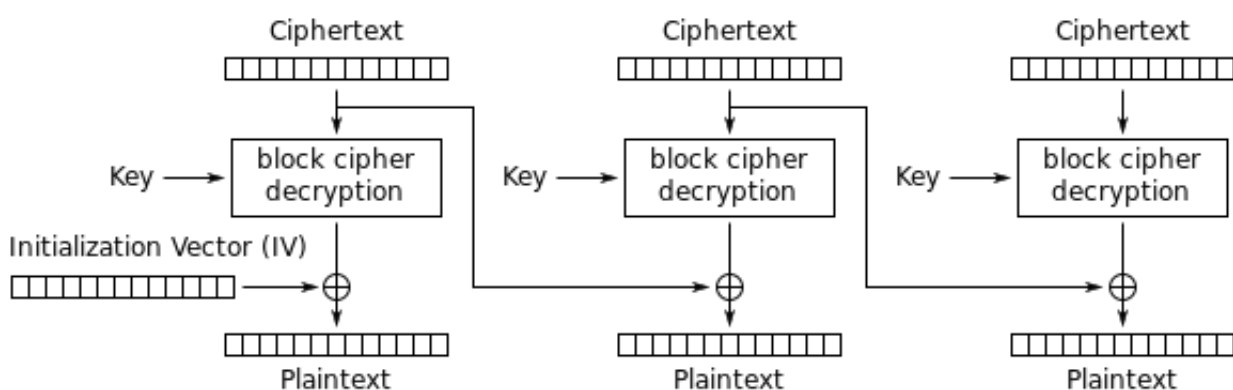 Ciphertext
Ciphertext
Ciphertext
Key
block cipher
decryption
Key
block cipher
decryption
Key
block cipher
decryption
Initialization Vector (IV)
Plaintext
Plaintext
Plaintext